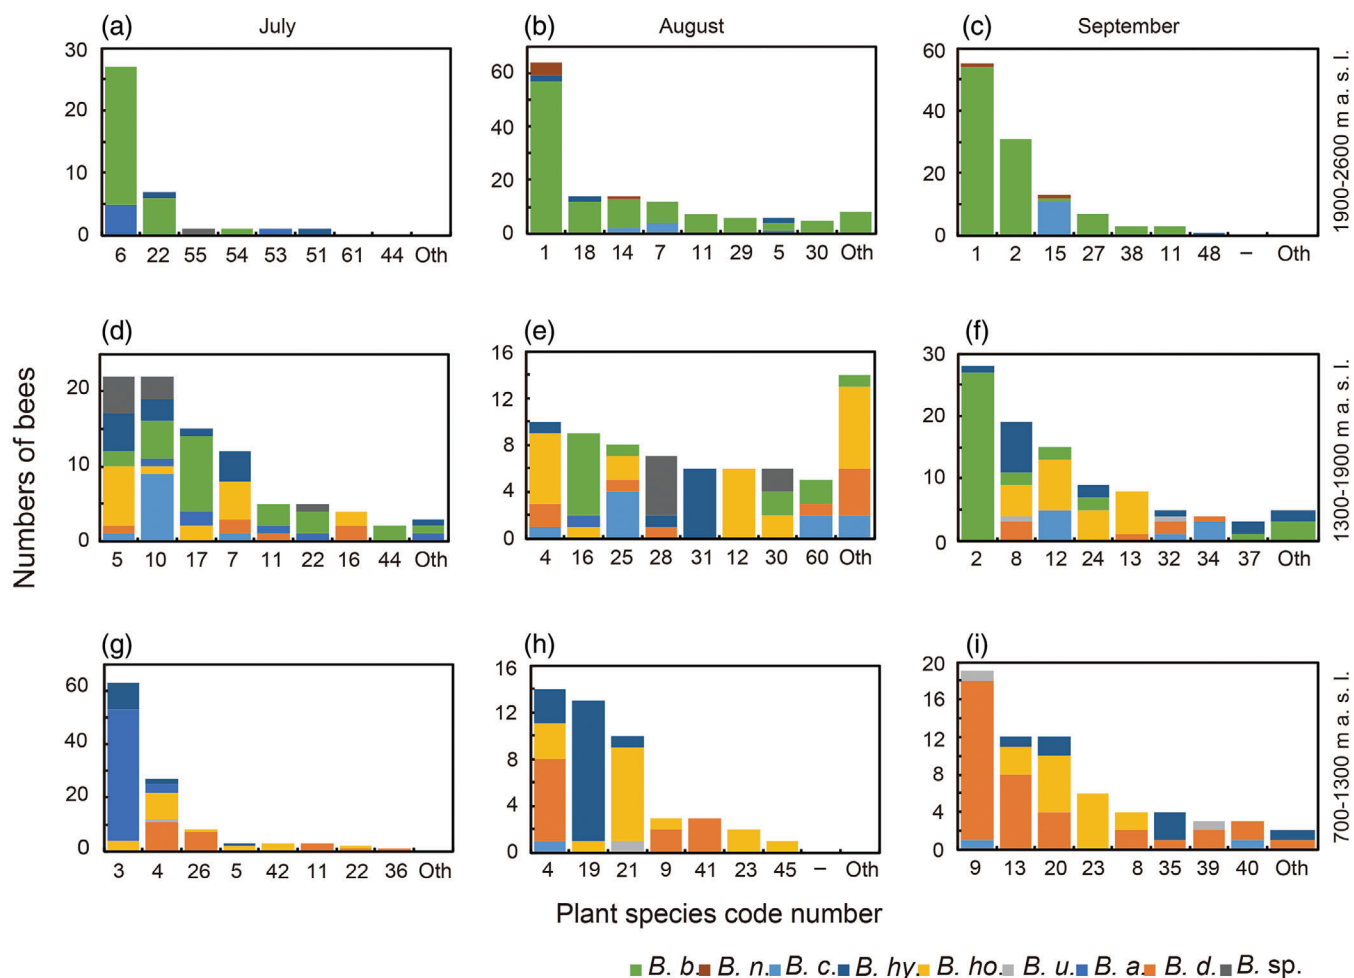 (a) July
30
20
10
0
6 22 55 54 53 51 61 44 Oth
(b) August
60
40
20
0
1 18 14 7 11 29 5 30 Oth
(c) September
60
40
20
0
1 2 15 27 38 11 48 – Oth
1900-2600 m a. s. l.
Numbers of bees
(d)
20
10
0
5 10 17 7 11 22 16 44 Oth
(e)
16
12
8
4
0
4 16 25 28 31 12 30 60 Oth
(f)
30
20
10
0
2 8 12 24 13 32 34 37 Oth
1300-1900 m a. s. l.
(g)
60
40
20
0
3 4 26 5 42 11 22 36 Oth
(h)
16
12
8
4
0
4 19 21 9 41 23 45 – Oth
(i)
20
16
12
8
4
2
0
9 13 20 23 8 35 39 40 Oth
700-1300 m a. s. l.
Plant species code number
B. b. B. n. B. c. B. hy. B. ho. B. u. B. a. B. d. B. sp.